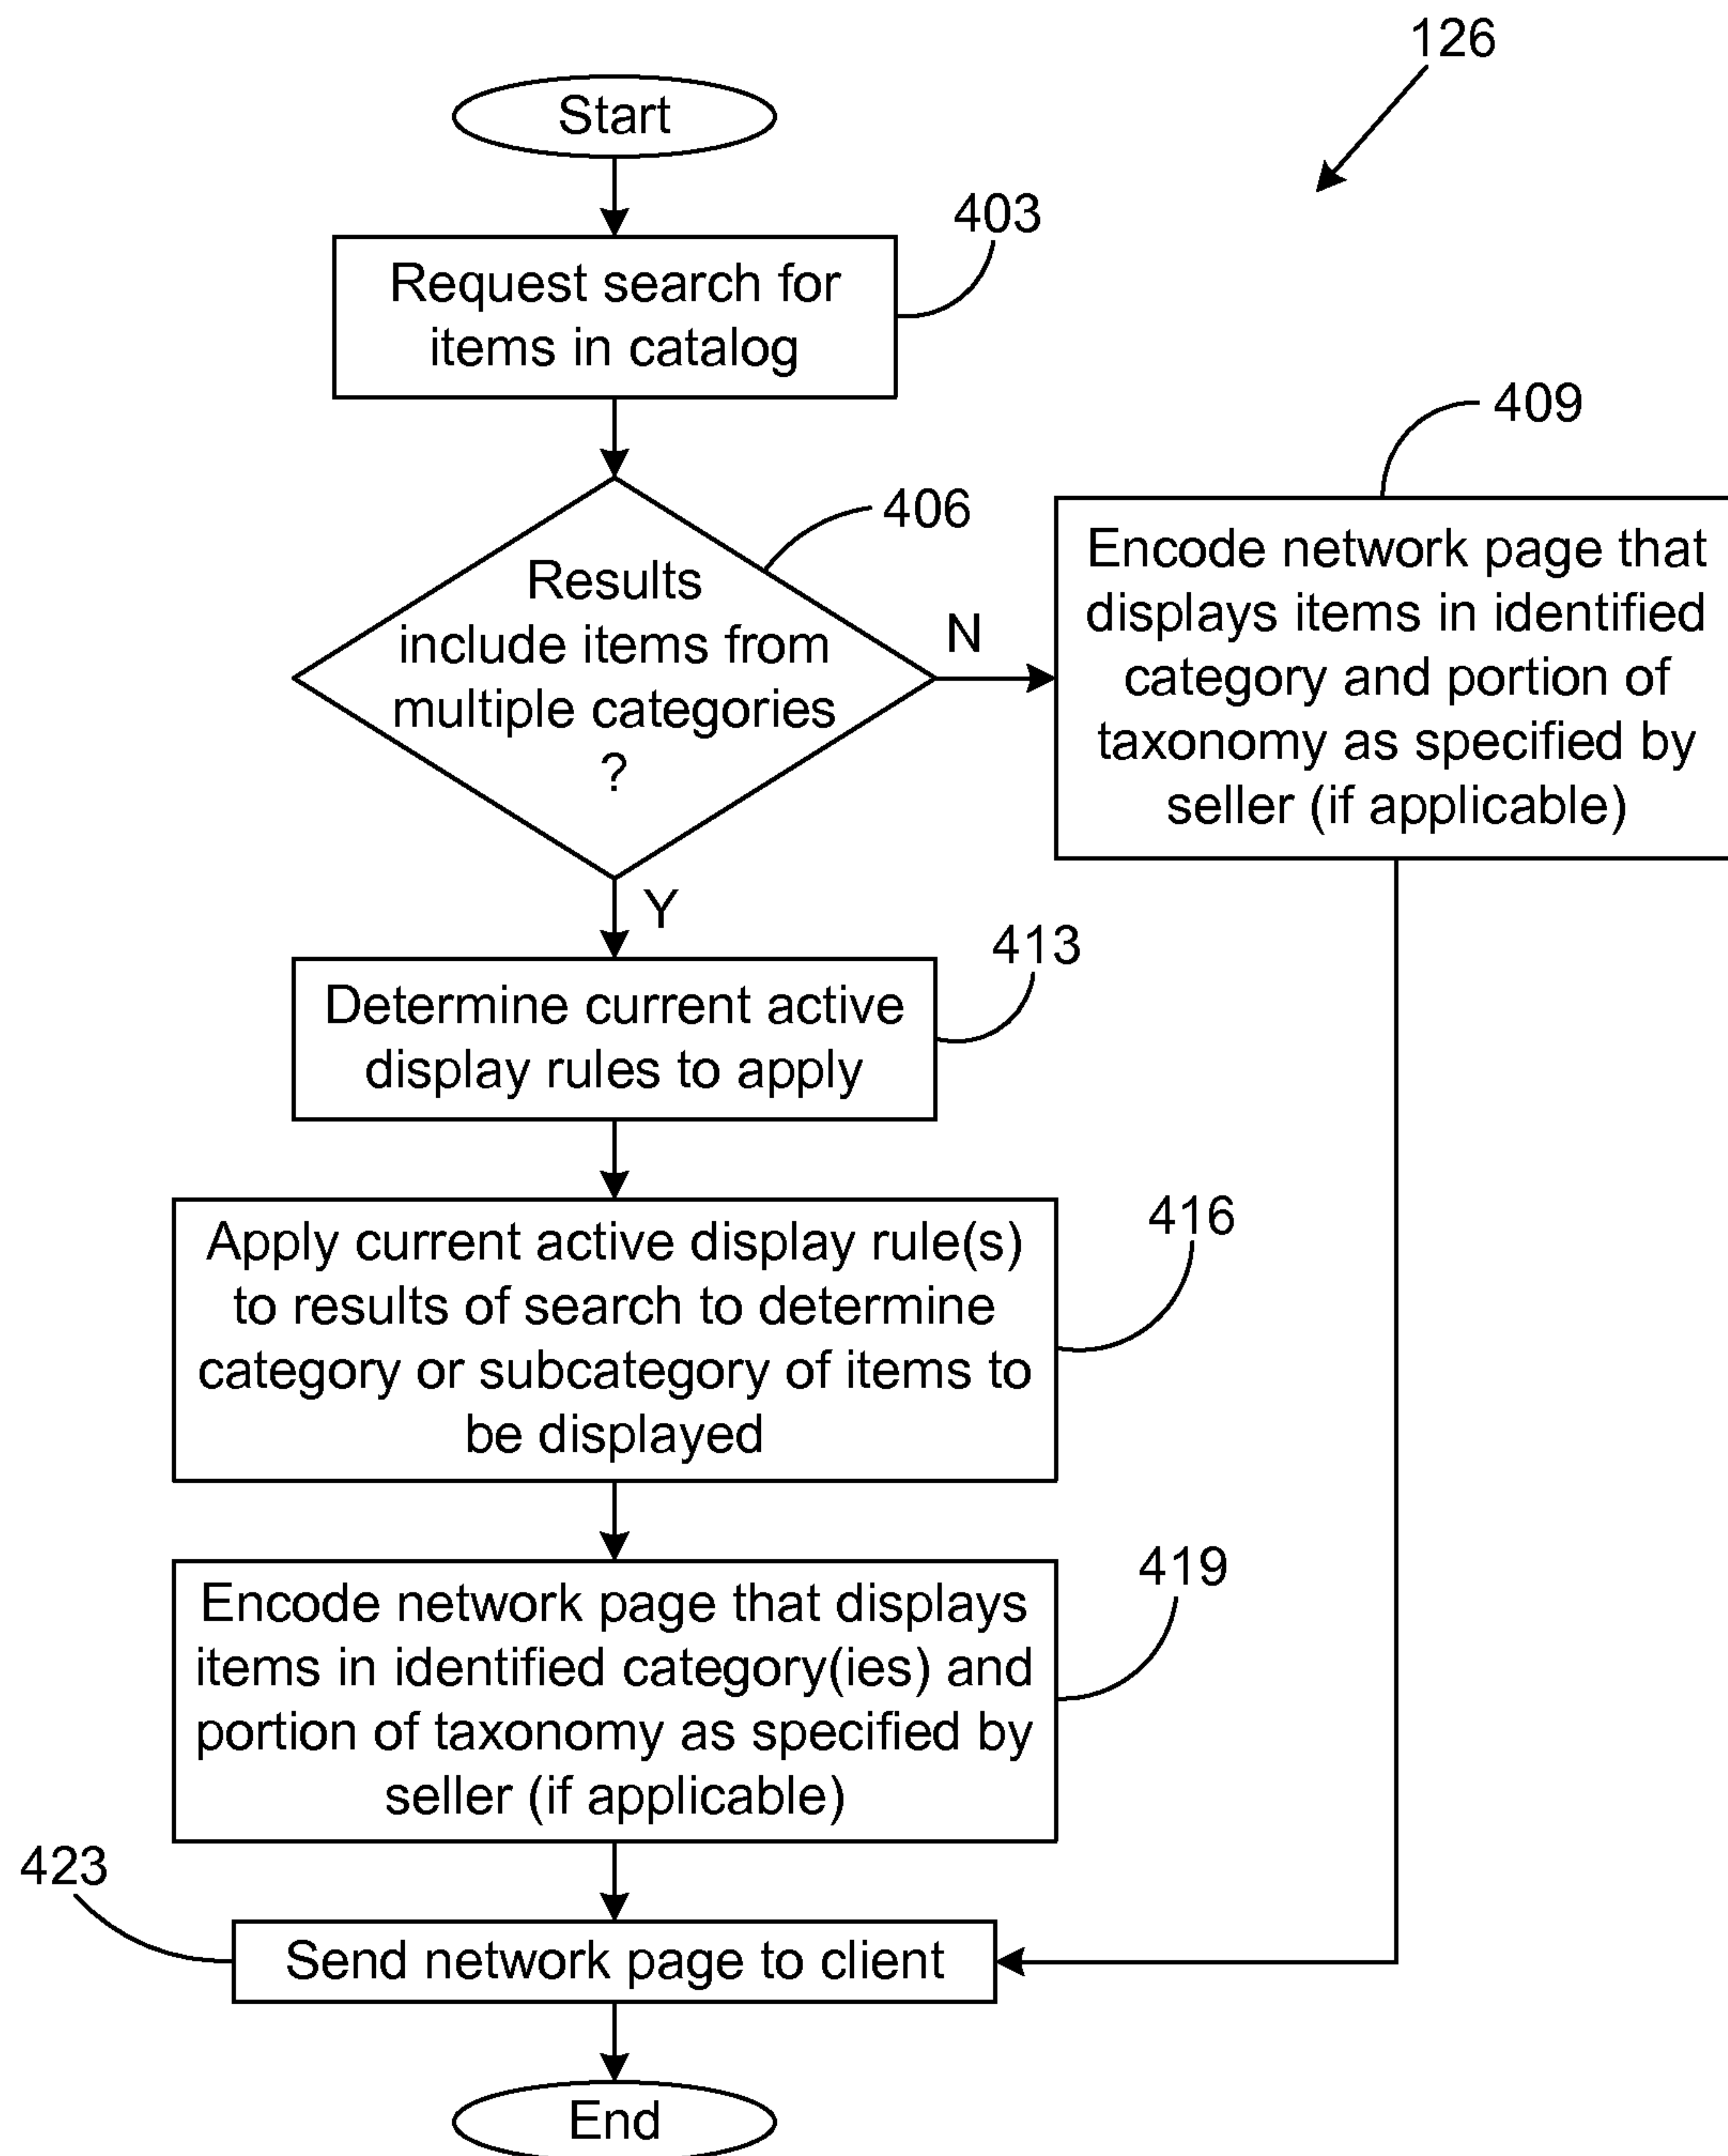 126
Start
403
Request search for
items in catalog
409
406
Results
include items from
multiple categories
?
N
Encode network page that
displays items in identified
category and portion of
taxonomy as specified by
seller (if applicable)
Y
413
Determine current active
display rules to apply
416
Apply current active display rule(s)
to results of search to determine
category or subcategory of items to
be displayed
419
Encode network page that displays
items in identified category(ies) and
portion of taxonomy as specified by
seller (if applicable)
423
Send network page to client
End